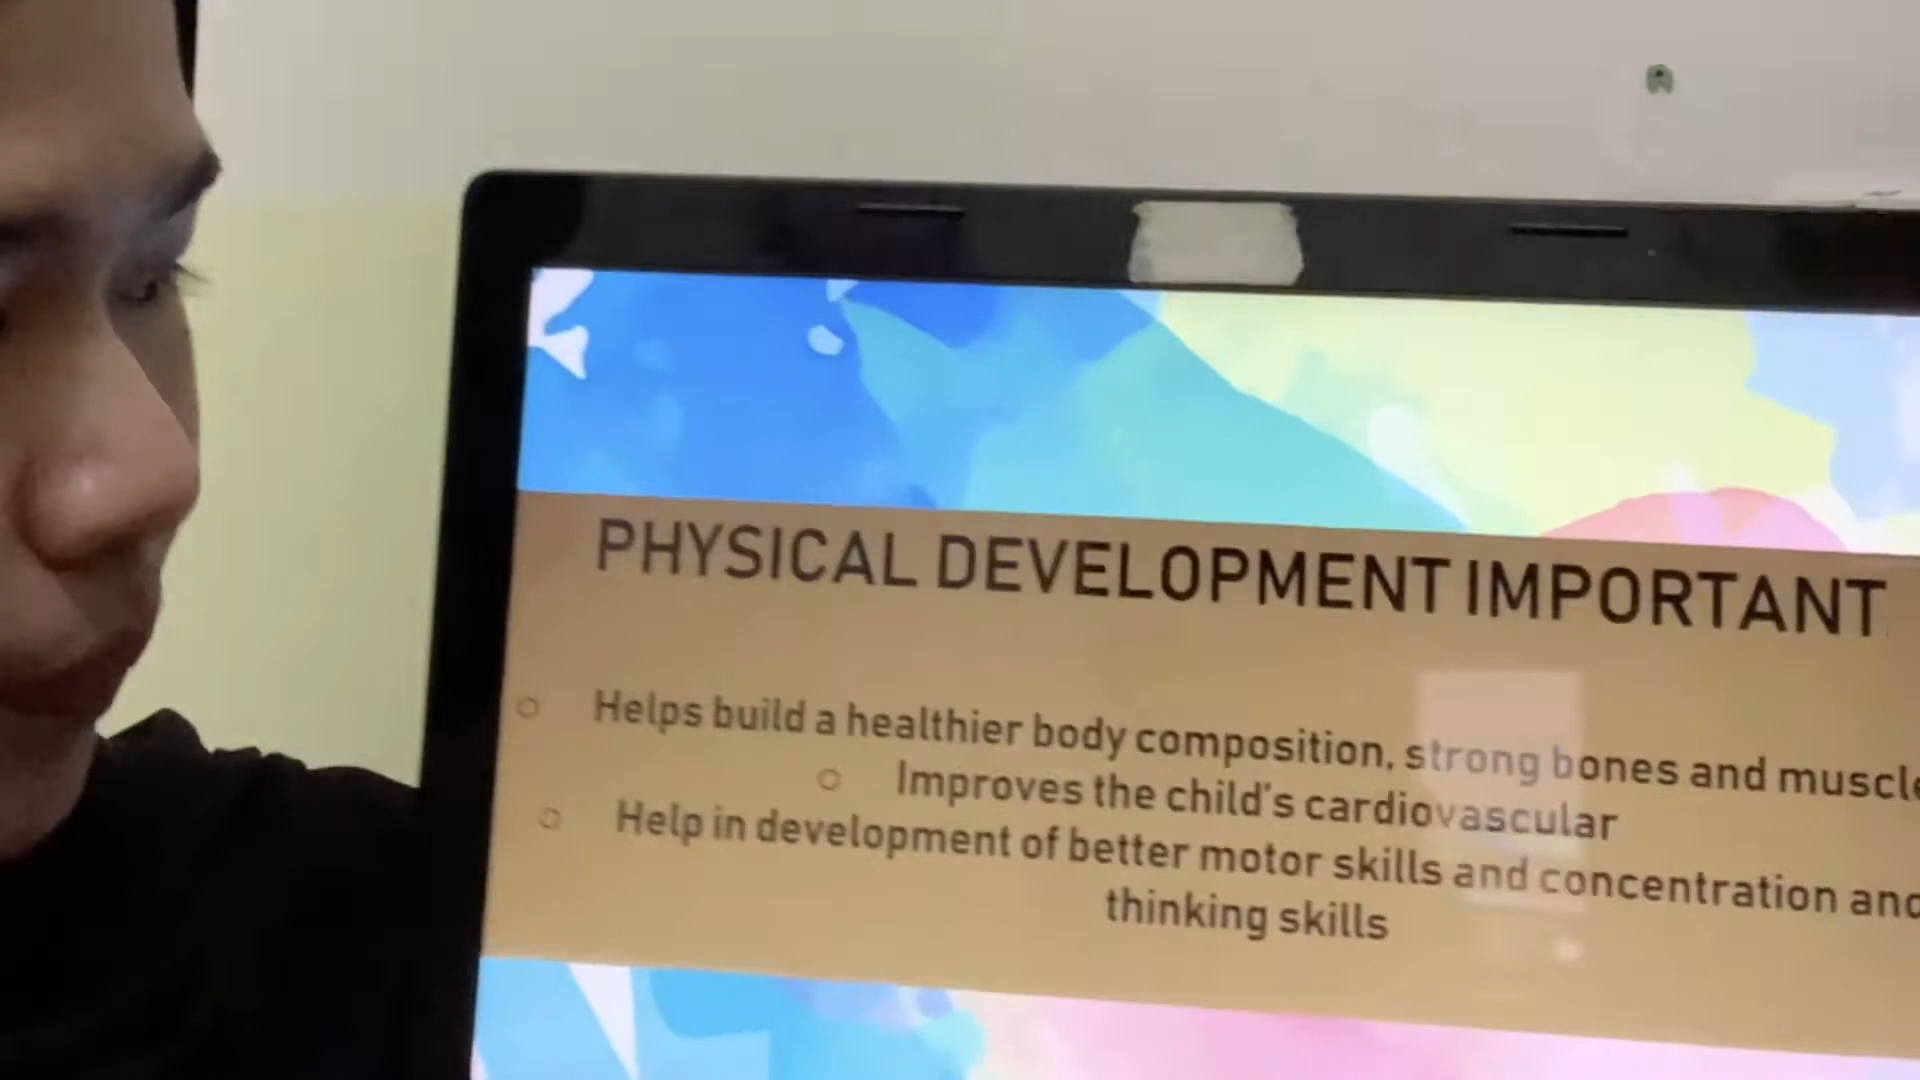 PHYSICAL DEVELOPMENT IMPORTANT
Helps build a healthier body composition, strong bones and muscle
Improves the child's cardiovascular
Help in development of better motor skills and concentration and
thinking skills